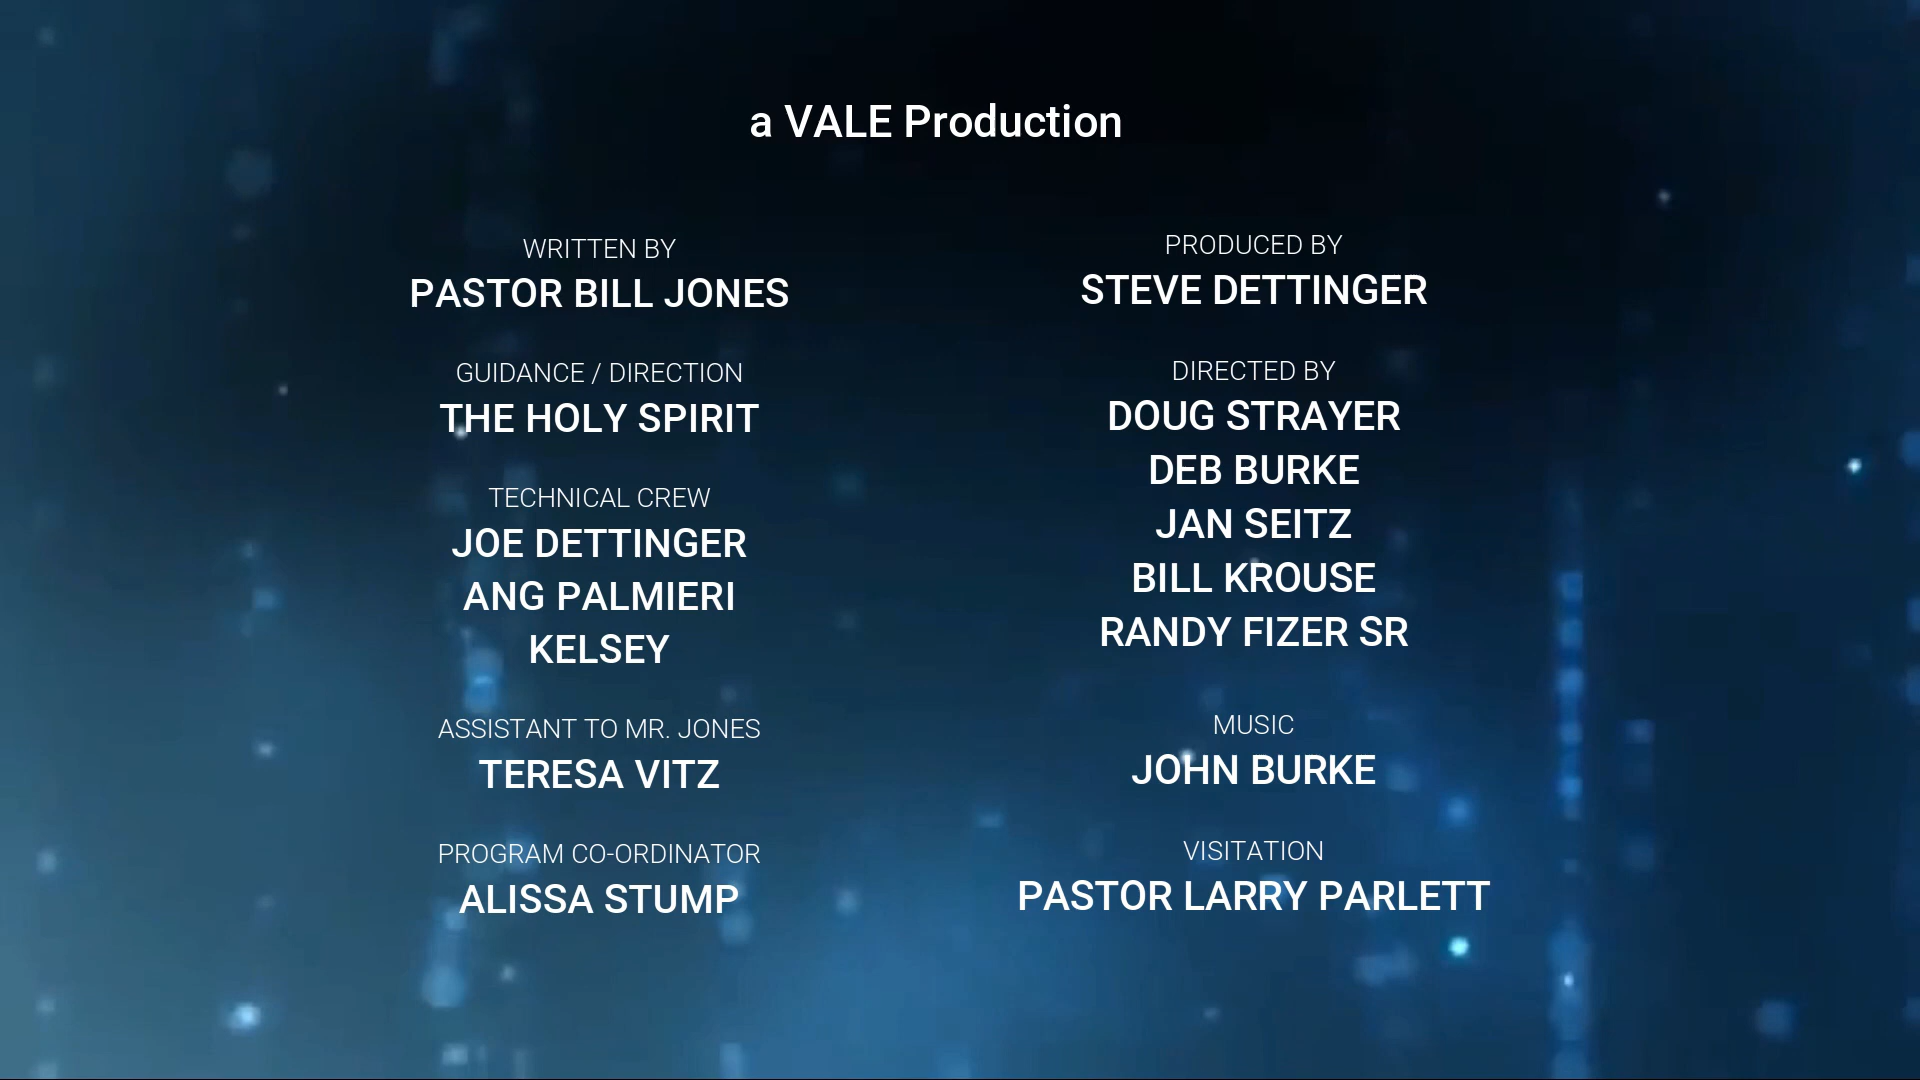 a VALE Production
WRITTEN BY
PASTOR BILL JONES
GUIDANCE / DIRECTION
THE HOLY SPIRIT
TECHNICAL CREW
JOE DETTINGER
ANG PALMIERI
KELSEY
ASSISTANT TO MR. JONES
TERESA VITZ
PROGRAM CO-ORDINATOR
ALISSA STUMP
PRODUCED BY
STEVE DETTINGER
DIRECTED BY
DOUG STRAYER
DEB BURKE
JAN SEITZ
BILL KROUSE
RANDY FIZER SR
MUSIC
JOHN BURKE
VISITATION
PASTOR LARRY PARLETT